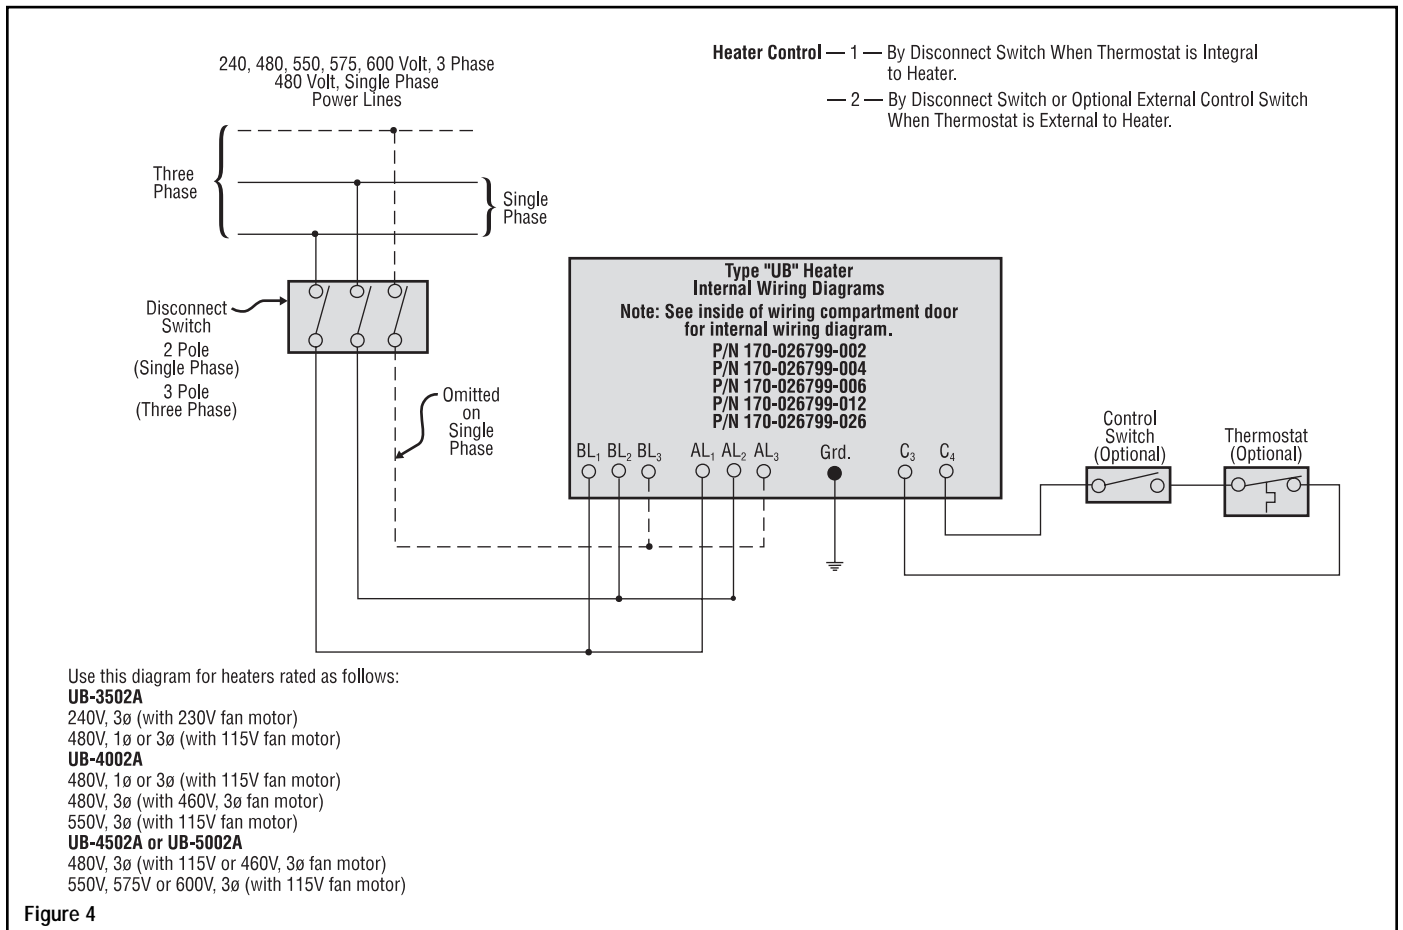 240, 480, 550, 575, 600 Volt, 3 Phase
480 Volt, Single Phase
Power Lines
Heater Control — 1 — By Disconnect Switch When Thermostat is Integral
to Heater.
— 2 — By Disconnect Switch or Optional External Control Switch
When Thermostat is External to Heater.
Three
Phase
Single
Phase
Disconnect
Switch
2 Pole
(Single Phase)
3 Pole
(Three Phase)
Omitted
on
Single
Phase
Type "UB" Heater
Internal Wiring Diagrams
Note: See inside of wiring compartment door
for internal wiring diagram.
P/N 170-026799-002
P/N 170-026799-004
P/N 170-026799-006
P/N 170-026799-012
P/N 170-026799-026
BL₁ BL₂ BL₃ AL₁ AL₂ AL₃ Grd. C₃ C₄
Control
Switch
(Optional)
Thermostat
(Optional)
Use this diagram for heaters rated as follows:
UB-3502A
240V, 3ø (with 230V fan motor)
480V, 1ø or 3ø (with 115V fan motor)
UB-4002A
480V, 1ø or 3ø (with 115V fan motor)
480V, 3ø (with 460V, 3ø fan motor)
550V, 3ø (with 115V fan motor)
UB-4502A or UB-5002A
480V, 3ø (with 115V or 460V, 3ø fan motor)
550V, 575V or 600V, 3ø (with 115V fan motor)
Figure 4